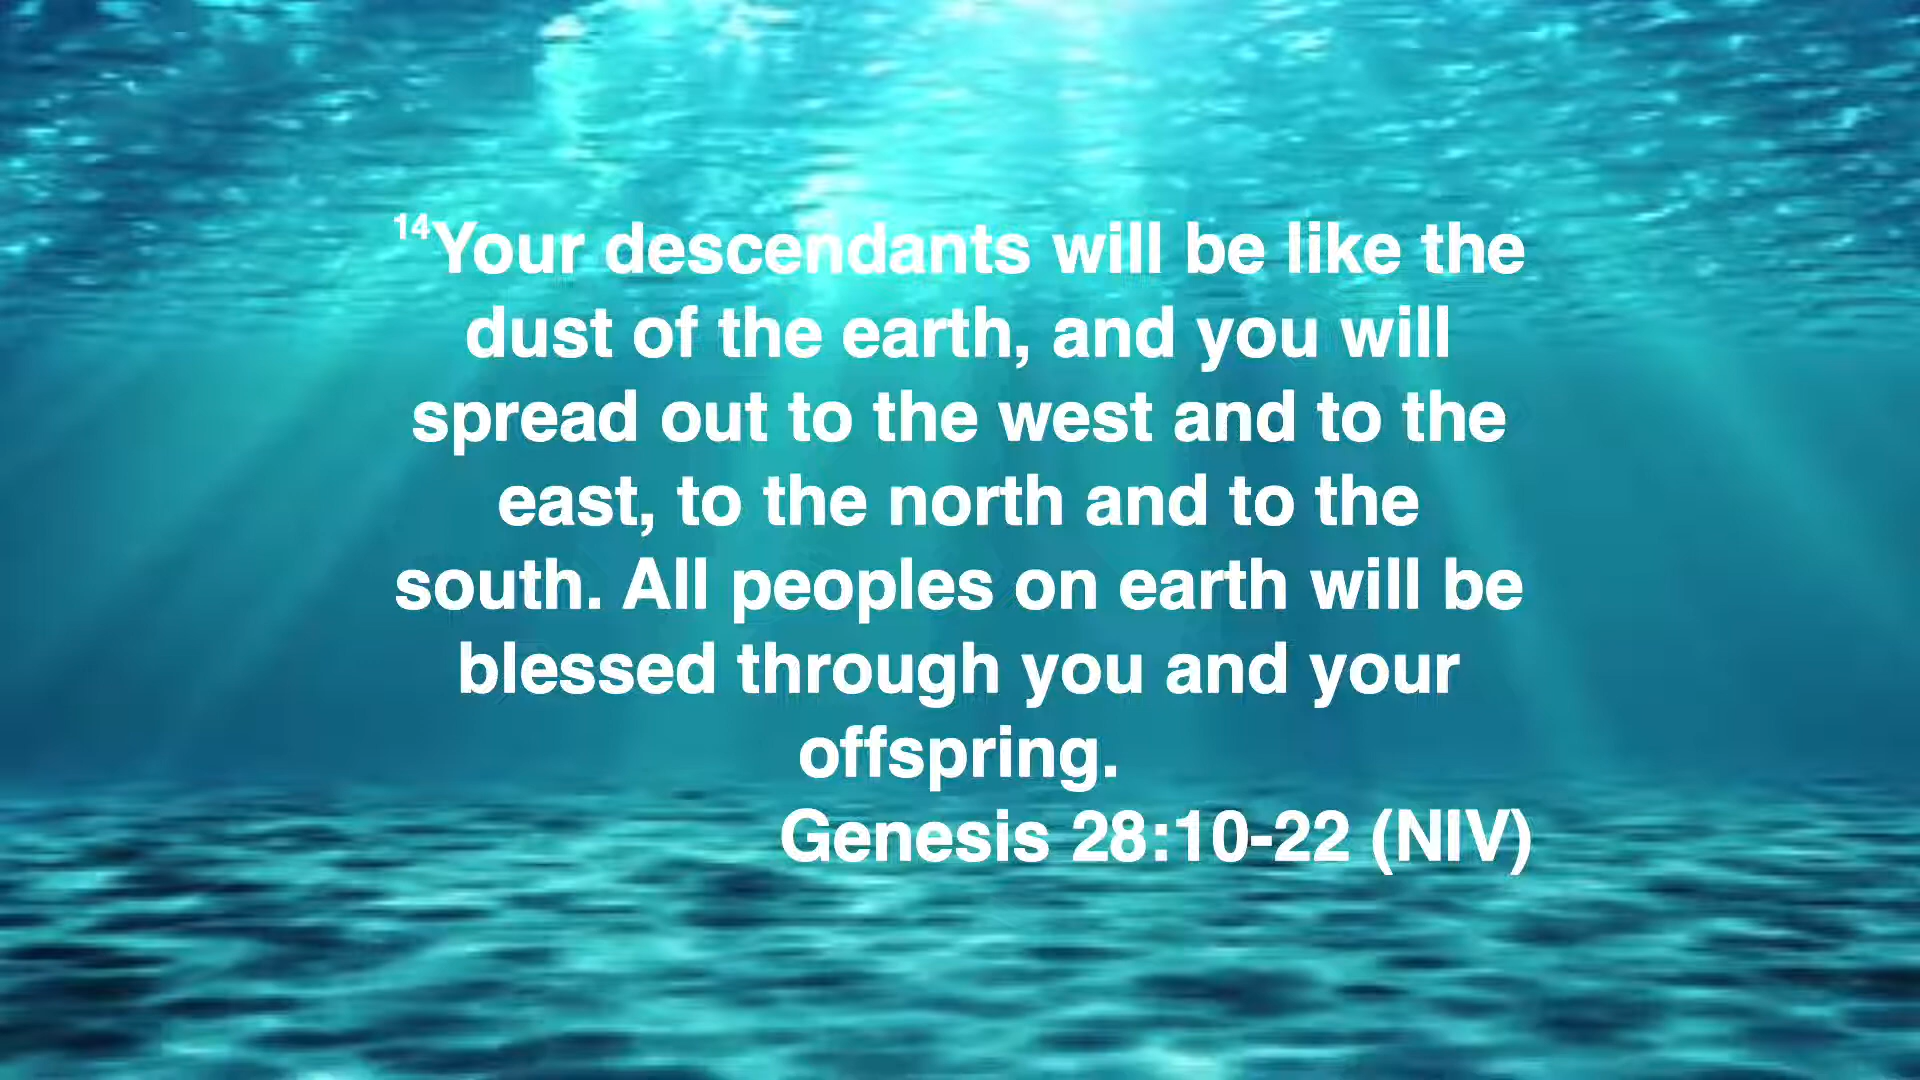 14Your descendants will be like the
dust of the earth, and you will
spread out to the west and to the
east, to the north and to the
south. All peoples on earth will be
blessed through you and your
offspring.
Genesis 28:10-22 (NIV)